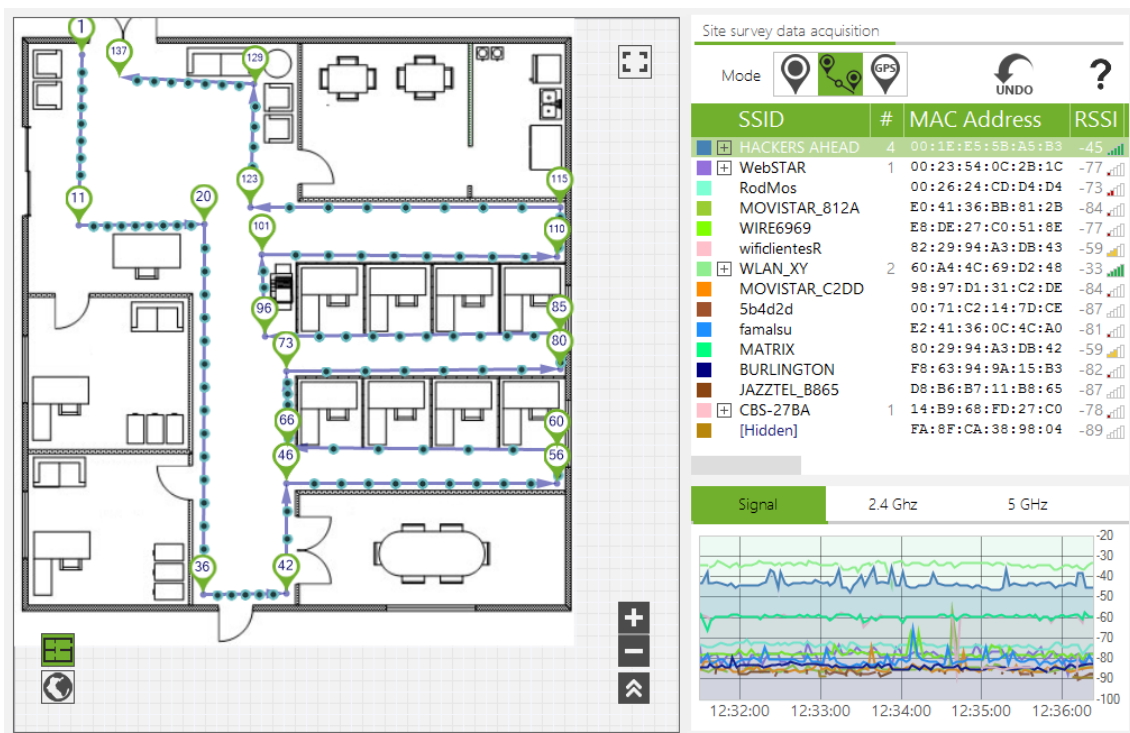 1
137
129
11
20
123
115
101
110
96
85
73
80
66
60
46
56
36
42
Site survey data acquisition
Mode GPS UNDO ?
SSID # MAC Address RSSI
HACKERS AHEAD 4 00:1E:E5:5B:A5:B3 -45
WebSTAR 1 00:23:54:0C:2B:1C -77
RodMos 00:26:24:CD:D4:D4 -73
MOVISTAR_812A E0:41:36:BB:81:2B -84
WIRE6969 E8:DE:27:C0:51:8E -77
wificlientesR 82:29:94:A3:DB:43 -59
WLAN_XY 2 60:A4:4C:69:D2:48 -33
MOVISTAR_C2DD 98:97:D1:31:C2:DE -84
5b4d2d 00:71:C2:14:7D:CE -87
famalsu E2:41:36:0C:4C:A0 -81
MATRIX 80:29:94:A3:DB:42 -59
BURLINGTON F8:63:94:9A:15:B3 -82
JAZZTEL_B865 D8:B6:B7:11:B8:65 -87
CBS-27BA 1 14:B9:68:FD:27:C0 -78
[Hidden] FA:8F:CA:38:98:04 -89
Signal 2.4 Ghz 5 GHz
-20
-30
-40
-50
-60
-70
-80
-90
-100
12:32:00 12:33:00 12:34:00 12:35:00 12:36:00